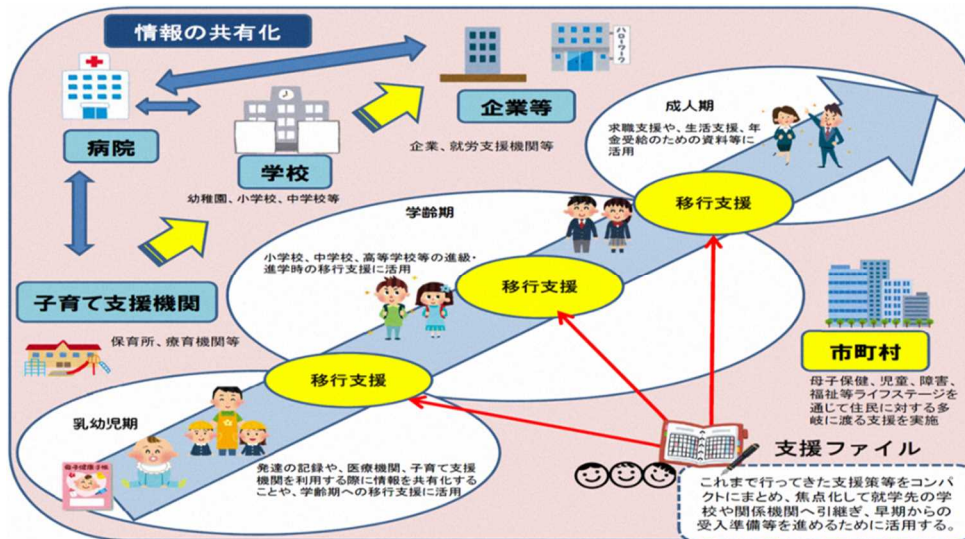 情報の共有化
ハローワーク
病院
学校
幼稚園、小学校、中学校等
企業等
企業、就労支援機関等
成人期
求職支援や、生活支援、年
金受給のための資料等に
活用
移行支援
学齢期
小学校、中学校、高等学校等の進級・
進学時の移行支援に活用
移行支援
子育て支援機関
保育所、療育機関等
移行支援
市町村
母子保健、児童、障害、
福祉等ライフステージを
通じて住民に対する多
岐に渡る支援を実施
乳幼児期
母子健康手帳
発達の記録や、医療機関、子育て支援
機関を利用する際に情報を共有化する
ことや、学齢期への移行支援に活用
支援ファイル
これまで行ってきた支援策等をコンパ
クトにまとめ、焦点化して就学先の学
校や関係機関へ引継ぎ、早期からの
受入準備等を進めるために活用する。